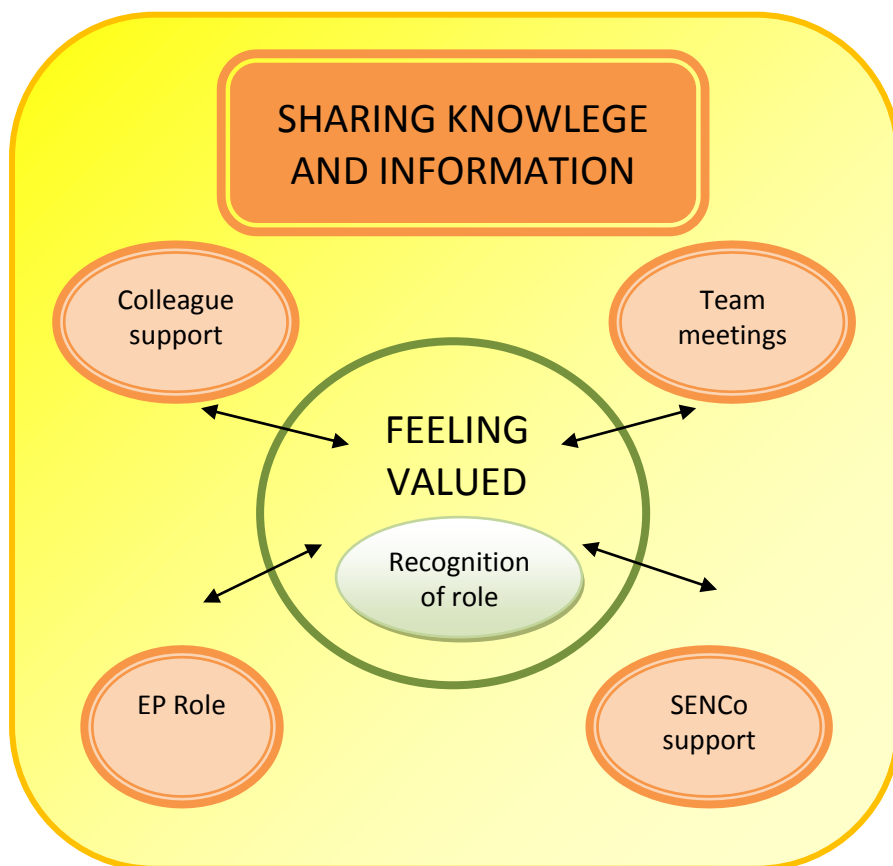 SHARING KNOWLEGE
AND INFORMATION
Colleague
support
Team
meetings
FEELING
VALUED
Recognition
of role
EP Role
SENCo
support